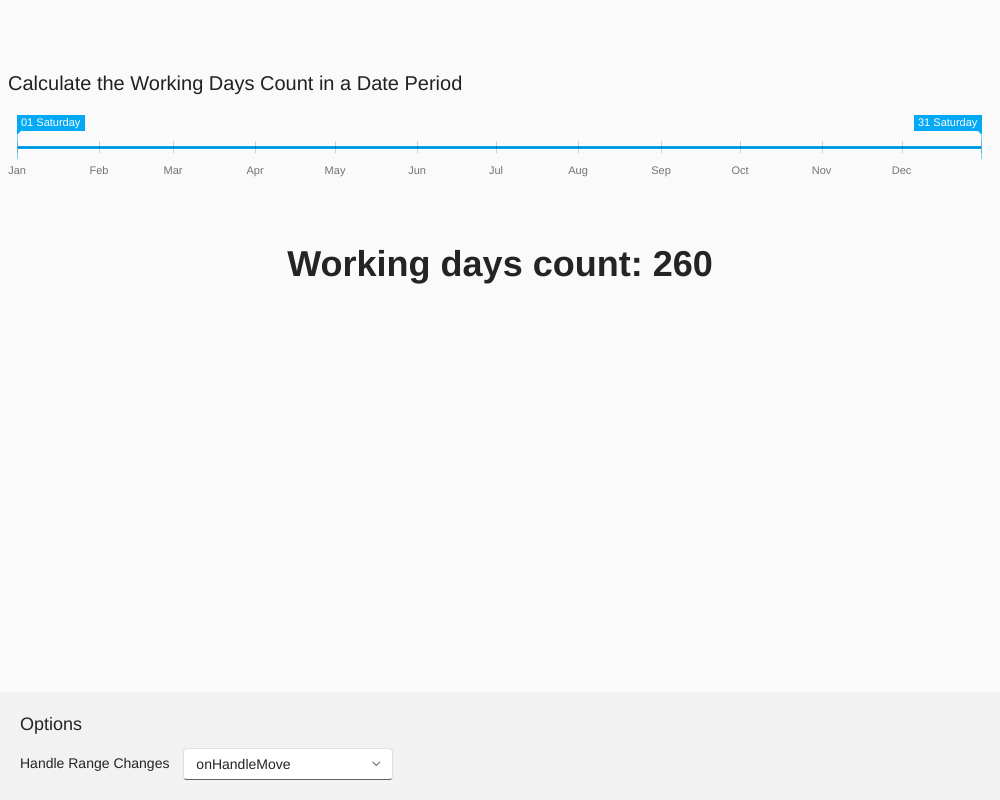 Calculate the Working Days Count in a Date Period
01 Saturday 31 Saturday
Jan Feb Mar Apr May Jun Jul Aug Sep Oct Nov Dec
Working days count: 260
Options
Handle Range Changes onHandleMove